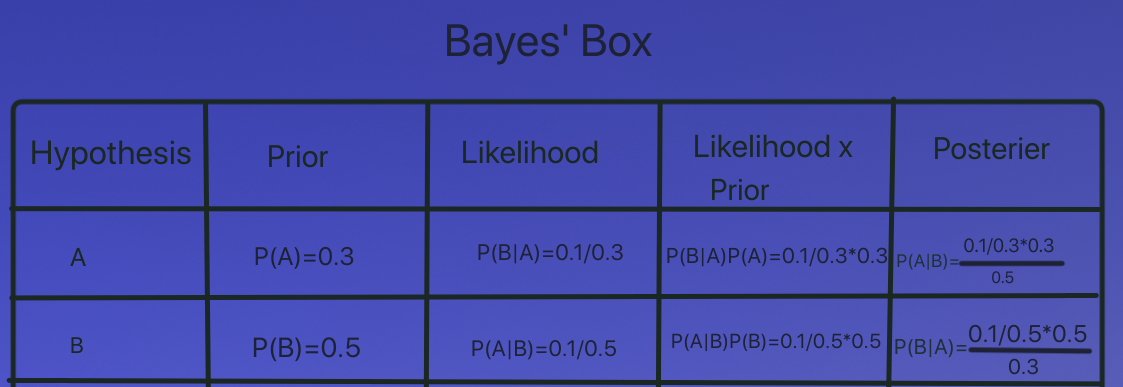 Bayes' Box
Hypothesis
Prior
Likelihood
Likelihood x
Prior
Posterier
A
P(A)=0.3
P(B|A)=0.1/0.3
P(B|A)P(A)=0.1/0.3*0.3
P(A|B)=
0.1/0.3*0.3
0.5
B
P(B)=0.5
P(A|B)=0.1/0.5
P(A|B)P(B)=0.1/0.5*0.5
P(B|A)=
0.1/0.5*0.5
0.3